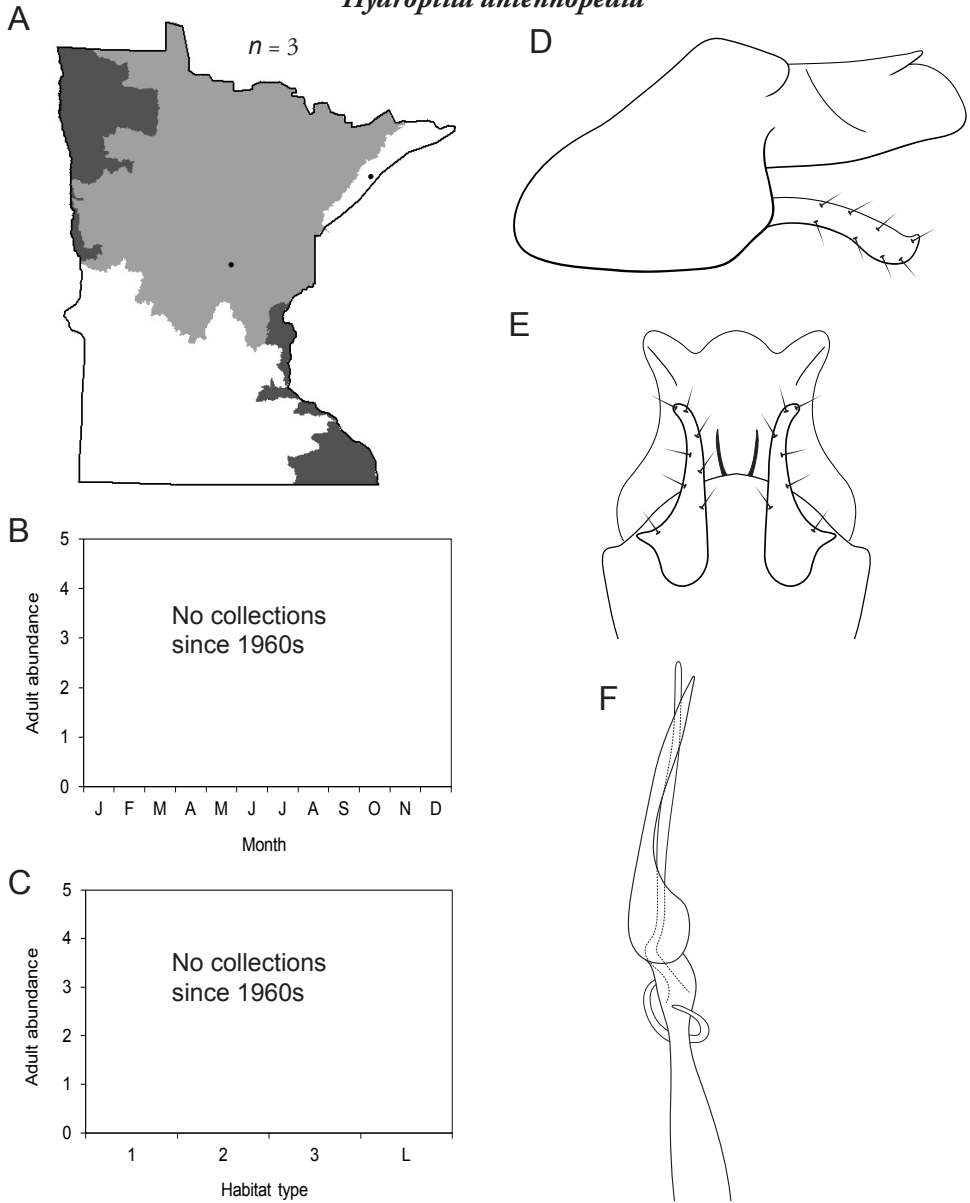 Hydroptila antennopedia
A
n = 3
B
5
4
3
2
1
0
Adult abundance
No collections
since 1960s
J F M A M J J A S O N D
Month
C
5
4
3
2
1
0
Adult abundance
No collections
since 1960s
1 2 3 L
Habitat type
D
E
F